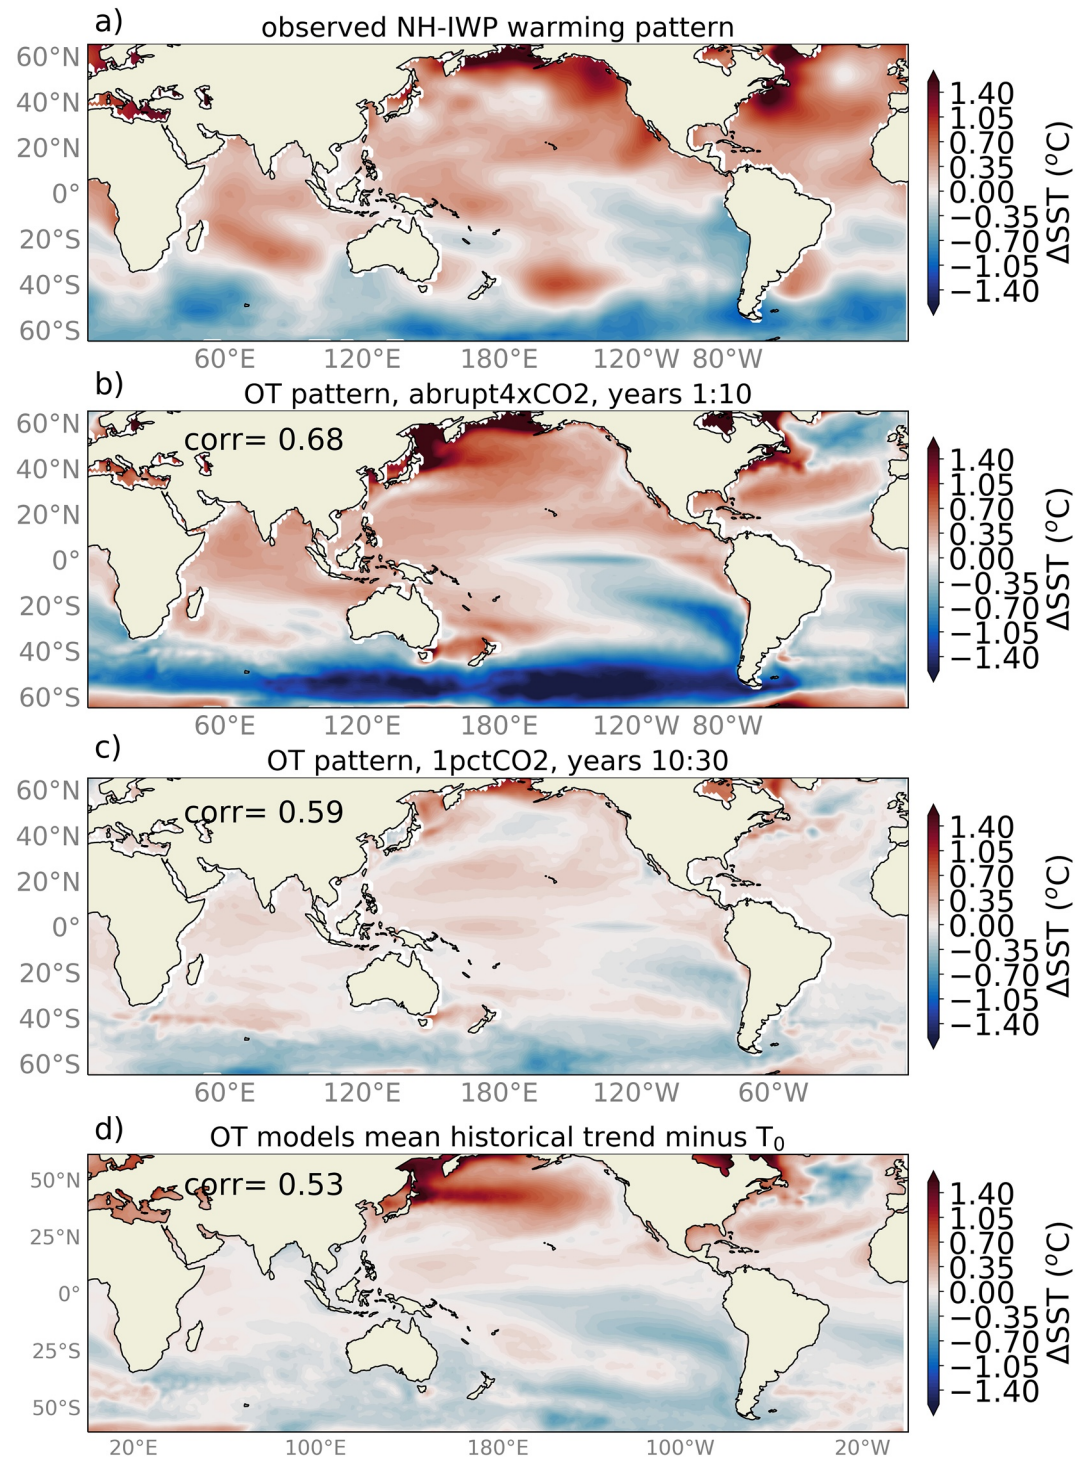 a)
observed NH-IWP warming pattern
60°N
40°N
20°N
0°
20°S
40°S
60°S
60°E 120°E 180°E 120°W 80°W
1.40
1.05
0.70
0.35
0.00
−0.35
−0.70
−1.05
−1.40
ΔSST (°C)
b)
OT pattern, abrupt4xCO2, years 1:10
corr= 0.68
60°N
40°N
20°N
0°
20°S
40°S
60°S
60°E 120°E 180°E 120°W 80°W
1.40
1.05
0.70
0.35
0.00
−0.35
−0.70
−1.05
−1.40
ΔSST (°C)
c)
OT pattern, 1pctCO2, years 10:30
corr= 0.59
60°N
40°N
20°N
0°
20°S
40°S
60°S
60°E 120°E 180°E 120°W 60°W
1.40
1.05
0.70
0.35
0.00
−0.35
−0.70
−1.05
−1.40
ΔSST (°C)
d)
OT models mean historical trend minus T₀
corr= 0.53
50°N
25°N
0°
25°S
50°S
20°E 100°E 180°E 100°W 20°W
1.40
1.05
0.70
0.35
0.00
−0.35
−0.70
−1.05
−1.40
ΔSST (°C)